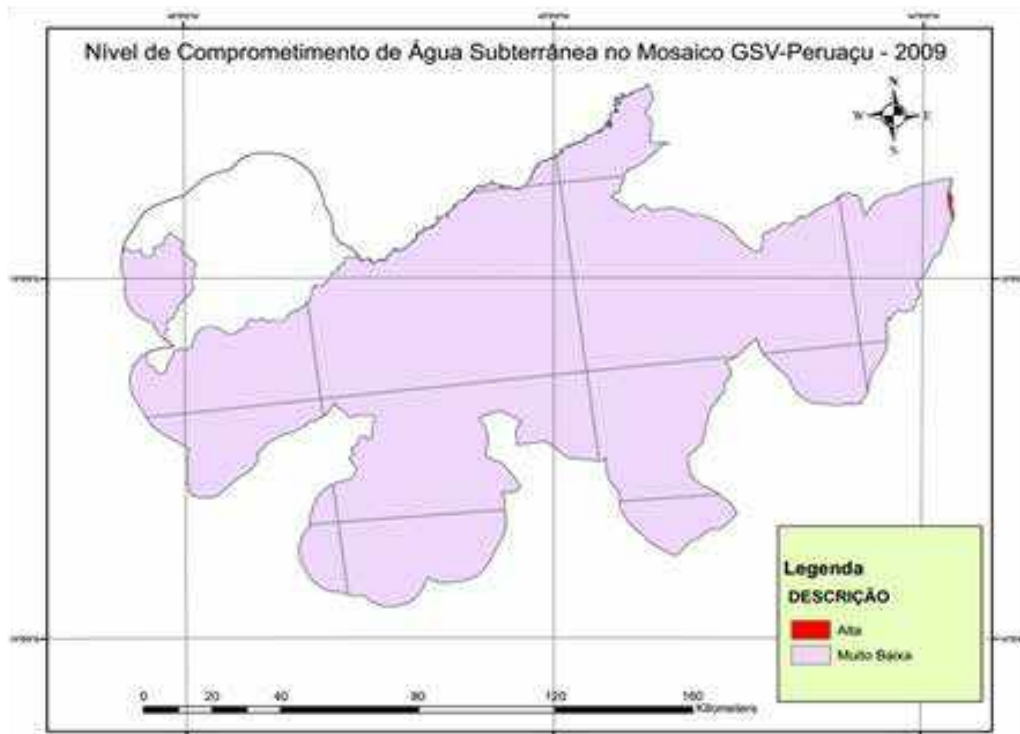 Nível de Comprometimento de Água Subterrânea no Mosaico GSV-Peruaçu - 2009
N
W E
S
Legenda
DESCRIÇÃO
Alta
Muito Baixa
0 20 40 80 120 160
Kilometers